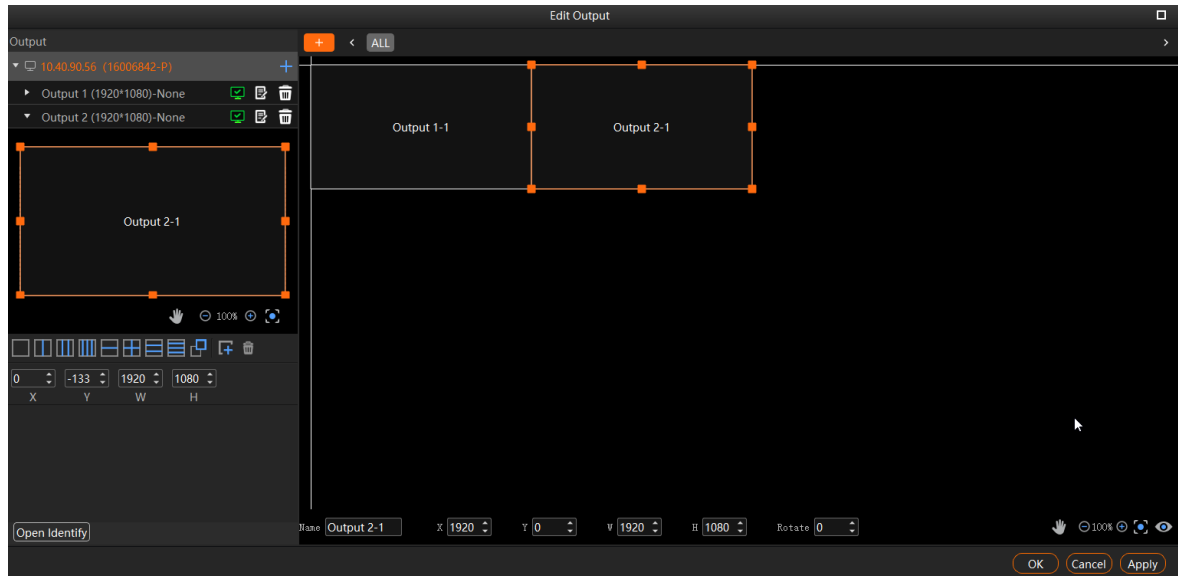 Edit Output
Output
ALL
10.40.90.56 (16006842-P)
Output 1 (1920*1080)-None
Output 2 (1920*1080)-None
Output 1-1
Output 2-1
Output 2-1
100%
0 -133 1920 1080
X Y W H
Open Identify
Name Output 2-1 X 1920 Y 0 W 1920 H 1080 Rotate 0 100%
OK Cancel Apply